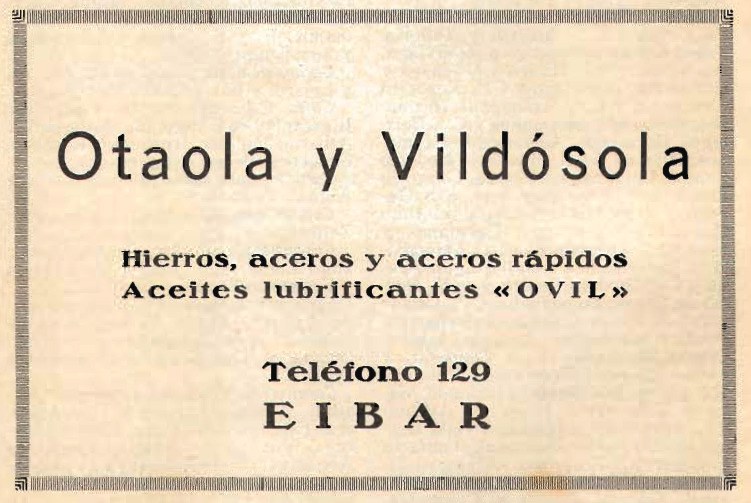 Otaola y Vildósola
Hierros, aceros y aceros rápidos
Aceites lubrificantes «OVIL»
Teléfono 129
EIBAR